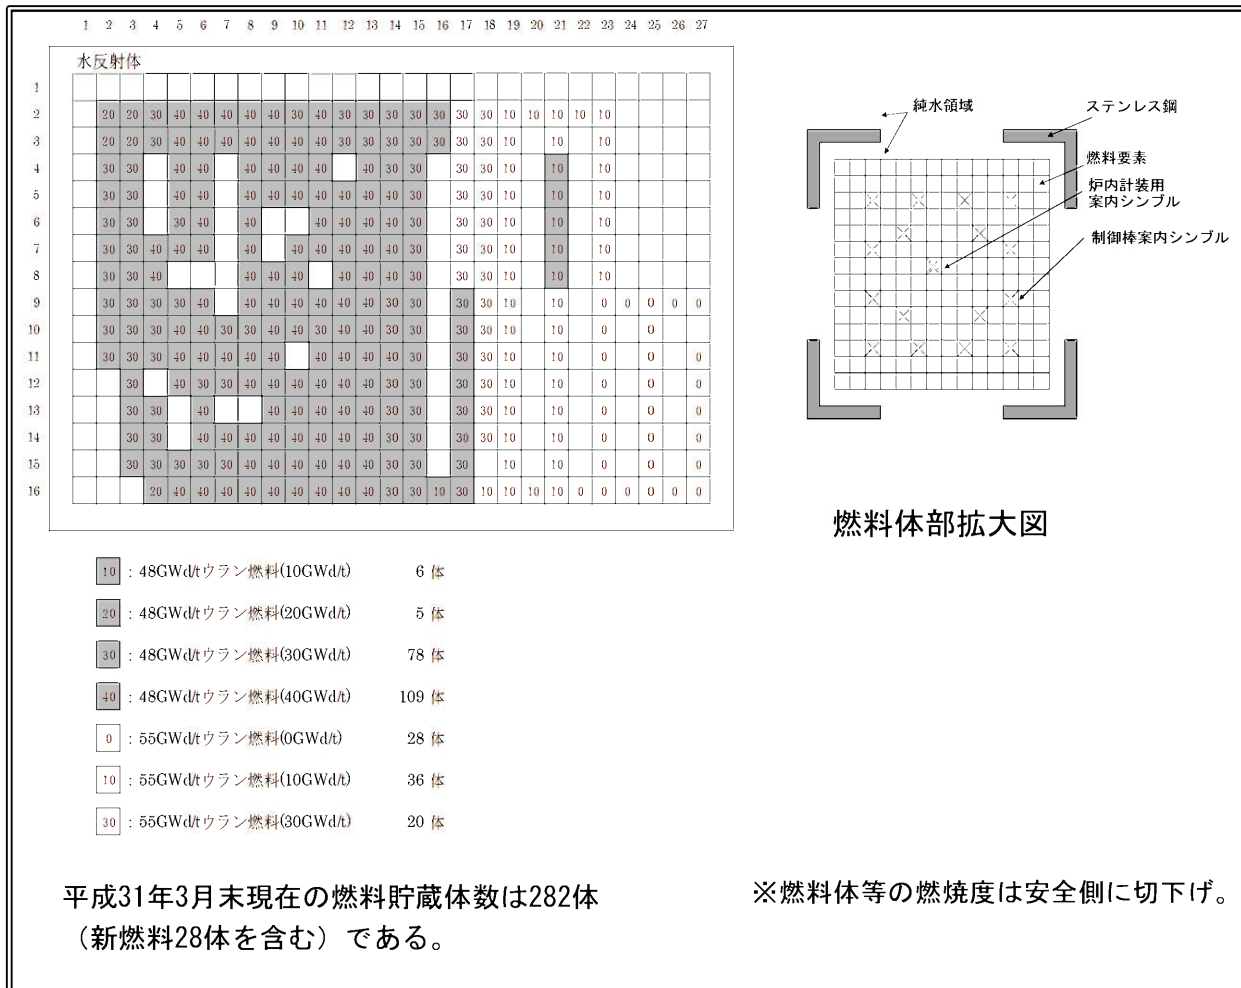 1 2 3 4 5 6 7 8 9 10 11 12 13 14 15 16 17 18 19 20 21 22 23 24 25 26 27
水反射体
1
2 20 20 30 40 40 40 40 40 30 40 30 30 30 30 30 30 30 10 10 10 10 10
3 20 20 30 40 40 40 40 40 40 40 30 30 30 30 30 30 30 10 10 10
4 30 30 40 40 40 40 40 40 40 30 30 30 30 10 10 10
5 30 30 40 40 40 40 40 40 40 40 30 30 30 30 10 10 10
6 30 30 30 40 40 40 40 40 40 30 30 30 30 10 10 10
7 30 30 40 40 40 40 40 40 40 40 30 30 30 30 10 10 10
8 30 30 40 40 40 40 40 40 40 30 30 30 10 10 10
9 30 30 30 30 40 40 40 40 40 40 40 30 30 30 30 10 10 0 0 0 0 0
10 30 30 30 40 40 30 30 40 40 40 40 40 30 30 30 30 10 10 0 0
11 30 30 30 40 40 40 40 40 40 40 40 30 30 30 30 10 10 0 0 0
12 30 40 30 30 40 40 40 40 40 40 30 30 30 30 10 10 0 0 0
13 30 30 40 40 40 40 40 40 30 30 30 30 10 10 0 0 0
14 30 30 40 40 40 40 40 40 40 40 30 30 30 30 10 10 0 0 0
15 30 30 30 30 30 40 40 40 40 40 40 30 30 30 10 10 0 0 0
16 20 40 40 40 40 40 40 40 40 40 30 30 10 30 10 10 10 10 0 0 0 0 0 0
純水領域
ステンレス鋼
燃料要素
炉内計装用
案内シンブル
制御棒案内シンブル
燃料体部拡大図
10 : 48GWd/tウラン燃料(10GWd/t) 6 体
20 : 48GWd/tウラン燃料(20GWd/t) 5 体
30 : 48GWd/tウラン燃料(30GWd/t) 78 体
40 : 48GWd/tウラン燃料(40GWd/t) 109 体
0 : 55GWd/tウラン燃料(0GWd/t) 28 体
10 : 55GWd/tウラン燃料(10GWd/t) 36 体
30 : 55GWd/tウラン燃料(30GWd/t) 20 体
平成31年3月末現在の燃料貯蔵体数は282体
（新燃料28体を含む）である。
※燃料体等の燃焼度は安全側に切下げ。